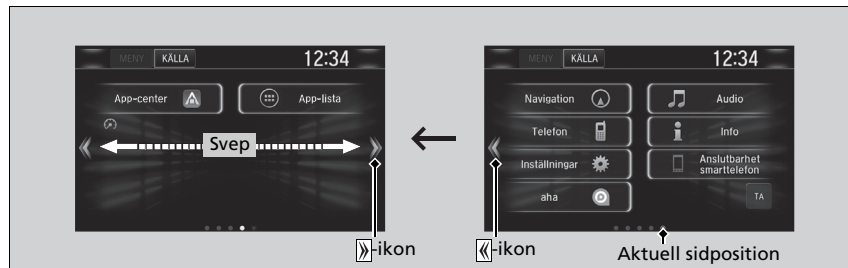 MENY KÄLLA 12:34
App-center App-lista
Svep
»-ikon
MENY KÄLLA 12:34
Navigation Audio
Telefon Info
Inställningar Anslutbarhet
smarttelefon
aha TA
«-ikon
Aktuell sidposition